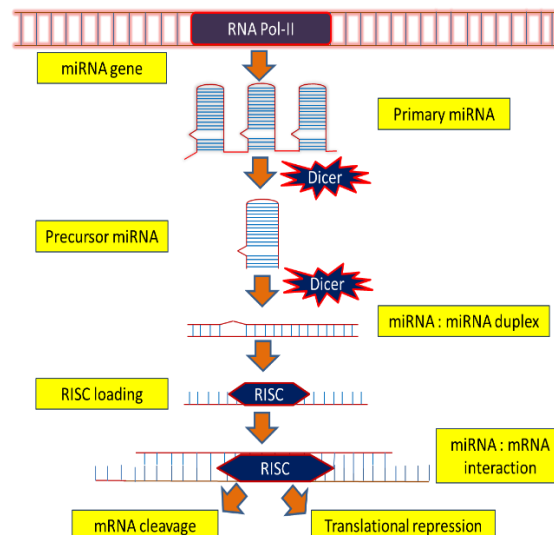 RNA Pol-II
miRNA gene
Primary miRNA
Dicer
Precursor miRNA
Dicer
miRNA : miRNA duplex
RISC loading
RISC
miRNA : mRNA
interaction
RISC
mRNA cleavage
Translational repression